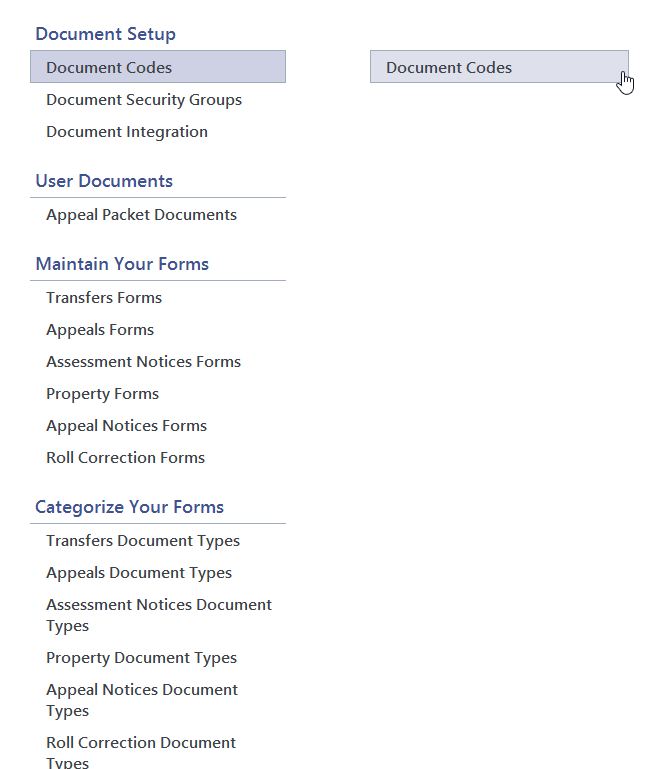 Document Setup
Document Codes
Document Security Groups
Document Integration
User Documents
Appeal Packet Documents
Maintain Your Forms
Transfers Forms
Appeals Forms
Assessment Notices Forms
Property Forms
Appeal Notices Forms
Roll Correction Forms
Categorize Your Forms
Transfers Document Types
Appeals Document Types
Assessment Notices Document
Types
Property Document Types
Appeal Notices Document
Types
Roll Correction Document
Types
Document Codes